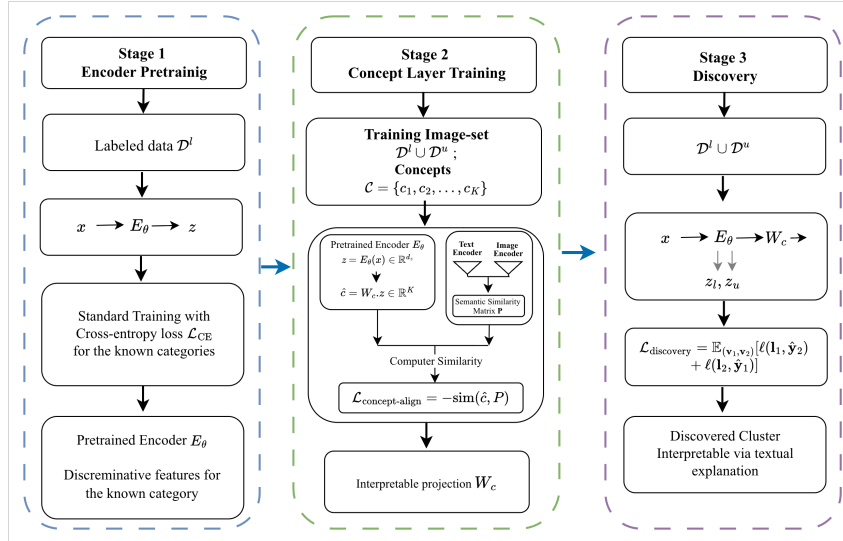 Stage 1
Encoder Pretrainig
Labeled data 𝒟^l
x → E_θ → z
Standard Training with
Cross-entropy loss ℒ_CE
for the known categories
Pretrained Encoder E_θ
Discreminative features for
the known category
Stage 2
Concept Layer Training
Training Image-set
𝒟^l ∪ 𝒟^u ;
Concepts
𝒞 = {c_1, c_2, . . . , c_K}
Pretrained Encoder E_θ
z = E_θ(x) ∈ ℝ^{d_z}
ĉ = W_c.z ∈ ℝ^K
Text
Encoder
Image
Encoder
Semantic Similarity
Matrix P
Computer Similarity
ℒ_concept-align = −sim(ĉ, P)
Interpretable projection W_c
Stage 3
Discovery
𝒟^l ∪ 𝒟^u
x → E_θ → W_c →
z_l, z_u
ℒ_discovery = 𝔼_(v_1,v_2)[ℓ(l_1, ŷ_2)
+ ℓ(l_2, ŷ_1)]
Discovered Cluster
Interpretable via textual
explanation